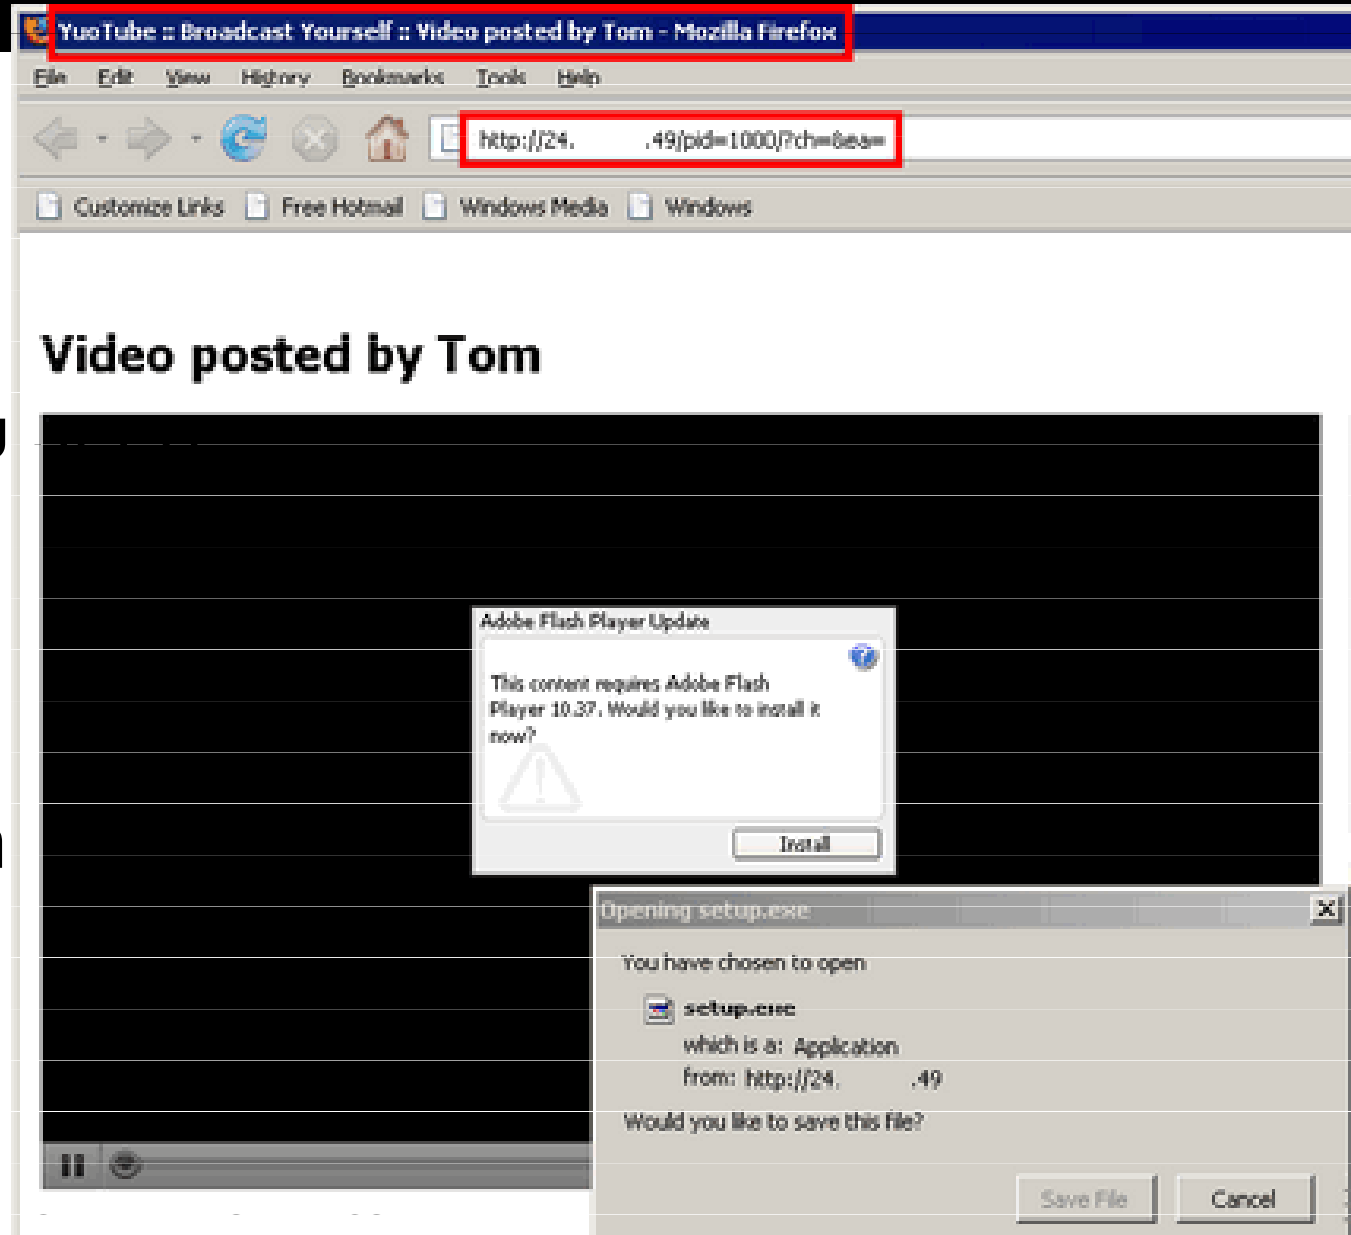 YuoTube :: Broadcast Yourself :: Video posted by Tom - Mozilla Firefox
File Edit View History Bookmarks Tools Help
http://24. .49/pid=1000/?ch=&ea=
Customize Links Free Hotmail Windows Media Windows
Video posted by Tom
Adobe Flash Player Update
This content requires Adobe Flash
Player 10.37. Would you like to install it
now?
Install
Opening setup.exe
You have chosen to open
setup.exe
which is a: Application
from: http://24. .49
Would you like to save this file?
Save File Cancel